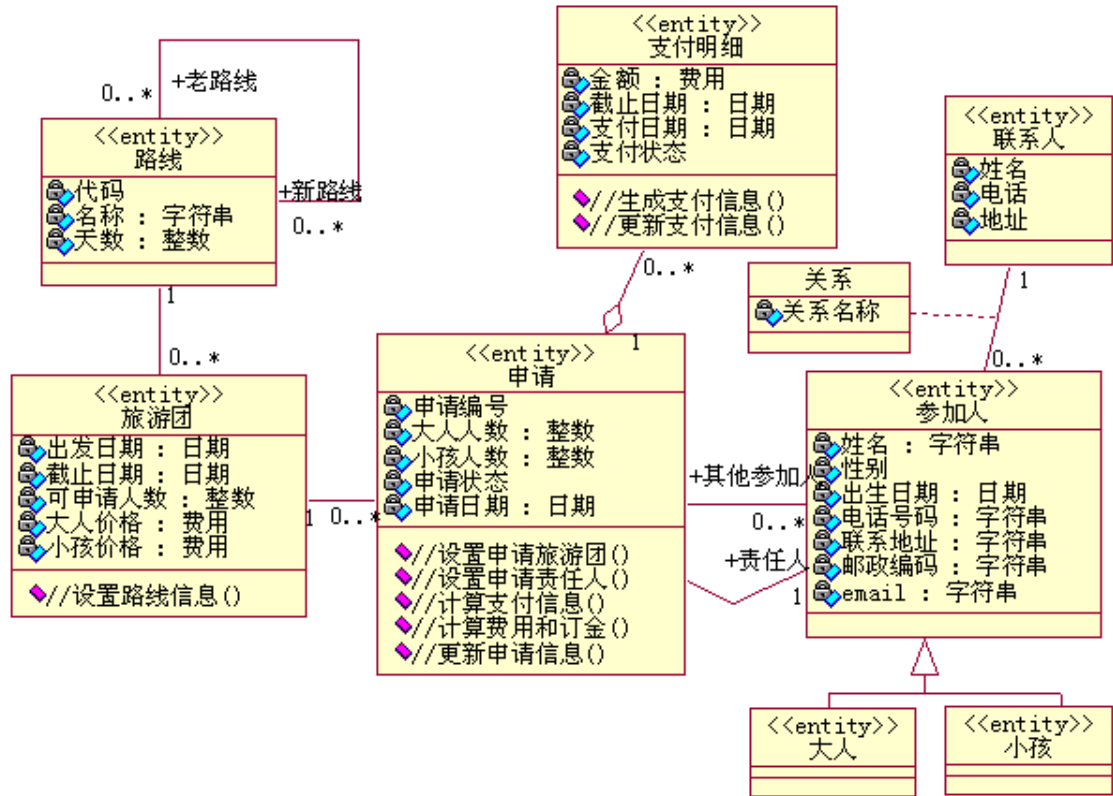 +老路线
0..*
<<entity>>
路线
代码
名称 : 字符串
天数 : 整数
+新路线
0..*
1
0..*
<<entity>>
旅游团
出发日期 : 日期
截止日期 : 日期
可申请人数 : 整数
大人价格 : 费用
小孩价格 : 费用
//设置路线信息()
1
0..*
<<entity>>
支付明细
金额 : 费用
截止日期 : 日期
支付日期 : 日期
支付状态
//生成支付信息()
//更新支付信息()
0..*
1
<<entity>>
申请
申请编号
大人人数 : 整数
小孩人数 : 整数
申请状态
申请日期 : 日期
//设置申请旅游团()
//设置申请责任人()
//计算支付信息()
//计算费用和订金()
//更新申请信息()
+其他参加人
0..*
+责任人
1
<<entity>>
联系人
姓名
电话
地址
1
关系
关系名称
0..*
<<entity>>
参加人
姓名 : 字符串
性别
出生日期 : 日期
电话号码 : 字符串
联系地址 : 字符串
邮政编码 : 字符串
email : 字符串
<<entity>>
大人
<<entity>>
小孩